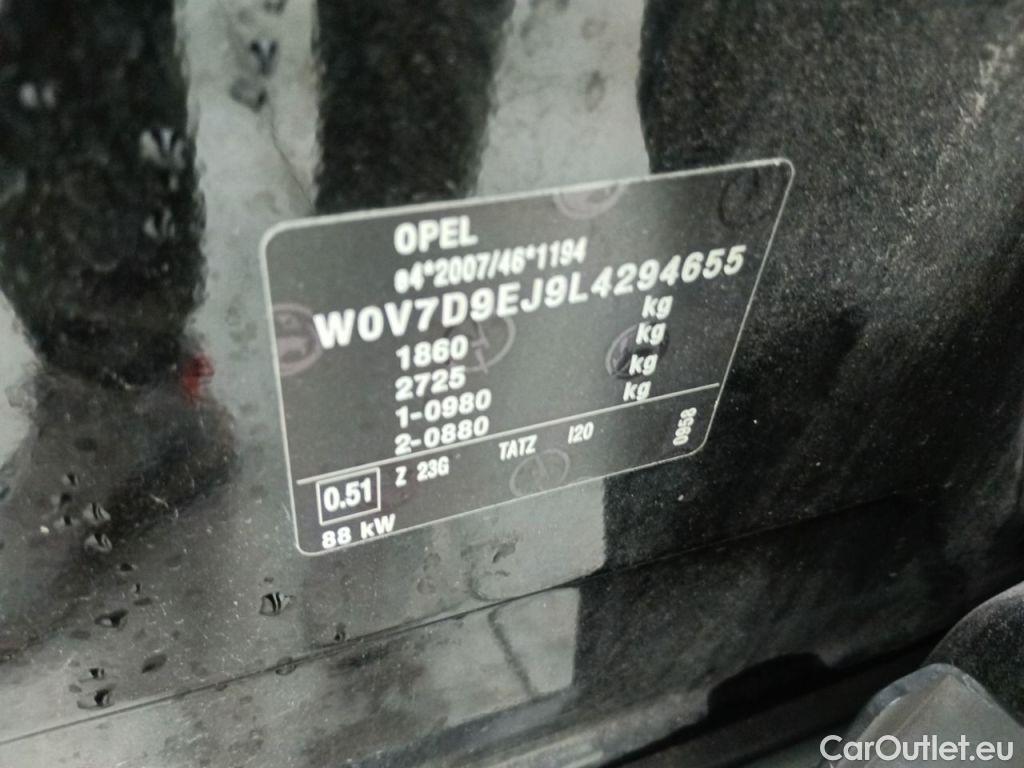 OPEL
e4*2007/46*1194
W0V7D9EJ9L4294655
1860 kg
2725 kg
1-0980 kg
2-0880 kg
0.51 Z 23G TATZ I20 0958
88 kW
CarOutlet.eu